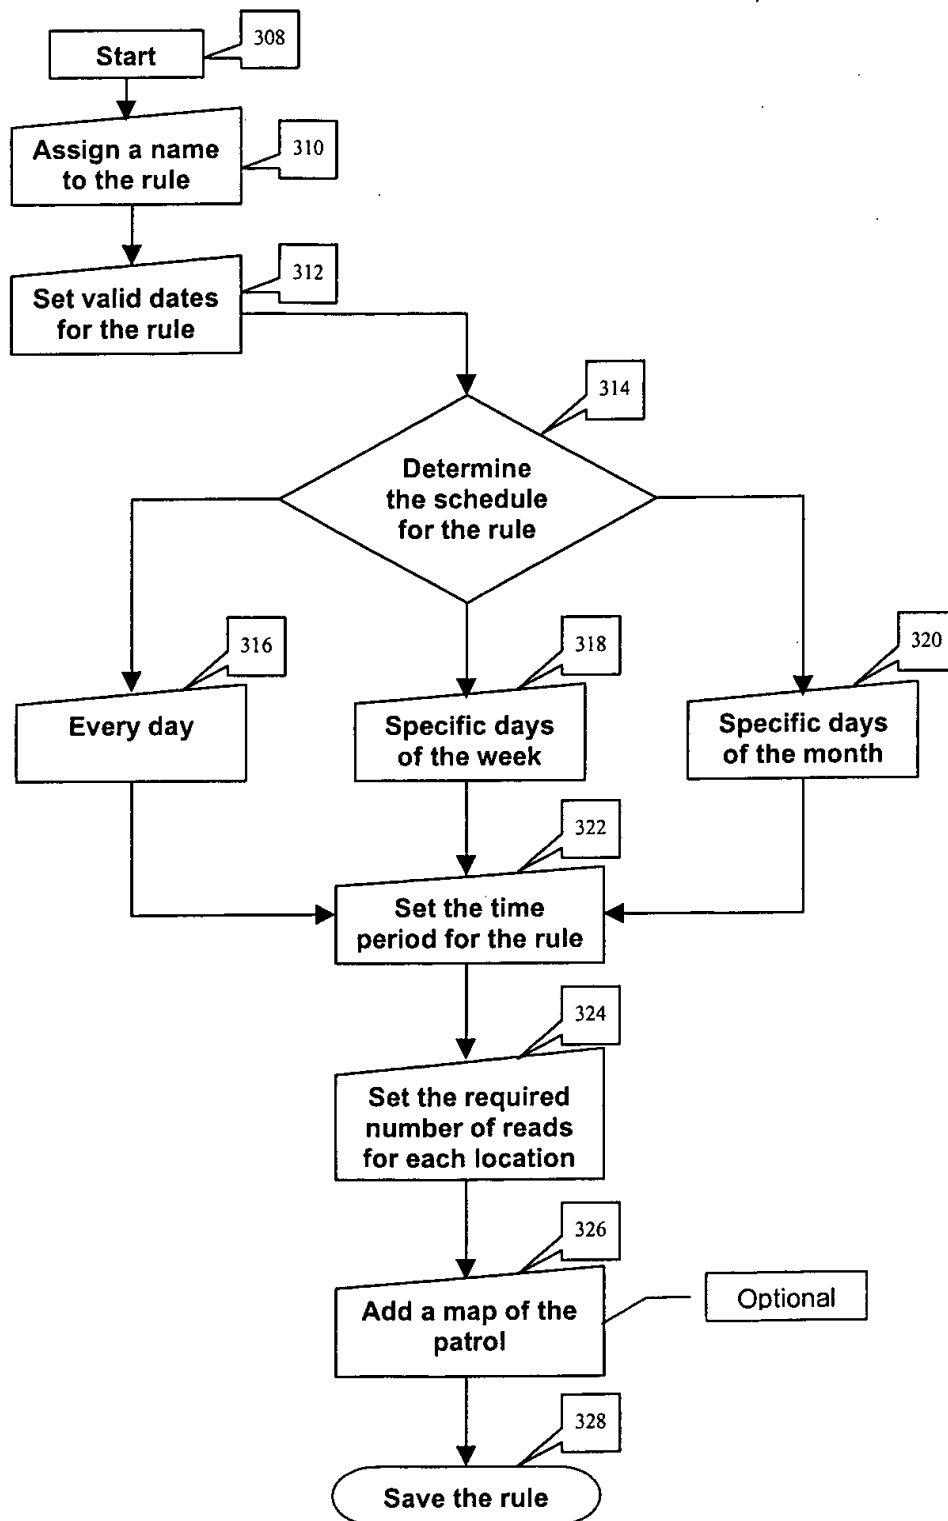 308
Start
310
Assign a name
to the rule
312
Set valid dates
for the rule
314
Determine
the schedule
for the rule
316
318
320
Every day
Specific days
of the week
Specific days
of the month
322
Set the time
period for the rule
324
Set the required
number of reads
for each location
326
Add a map of the
patrol
Optional
328
Save the rule